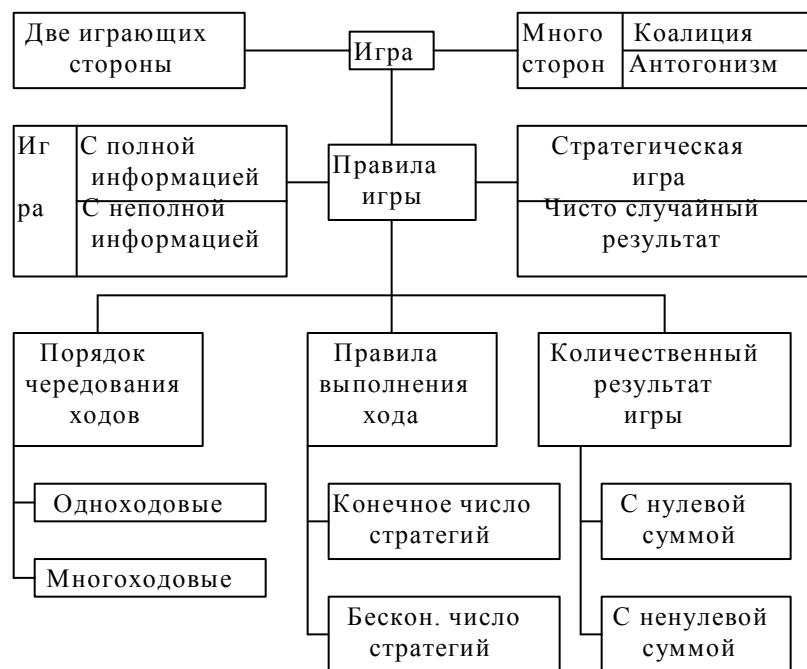 Две играющих
стороны
Игра
Много
сторон
Коалиция
Антогонизм
Иг
ра
С полной
информацией
С неполной
информацией
Правила
игры
Стратегическая
игра
Чисто случайный
результат
Порядок
чередования
ходов
Правила
выполнения
хода
Количественный
результат
игры
Одноходовые
Многоходовые
Конечное число
стратегий
Бескон. число
стратегий
С нулевой
суммой
С ненулевой
суммой